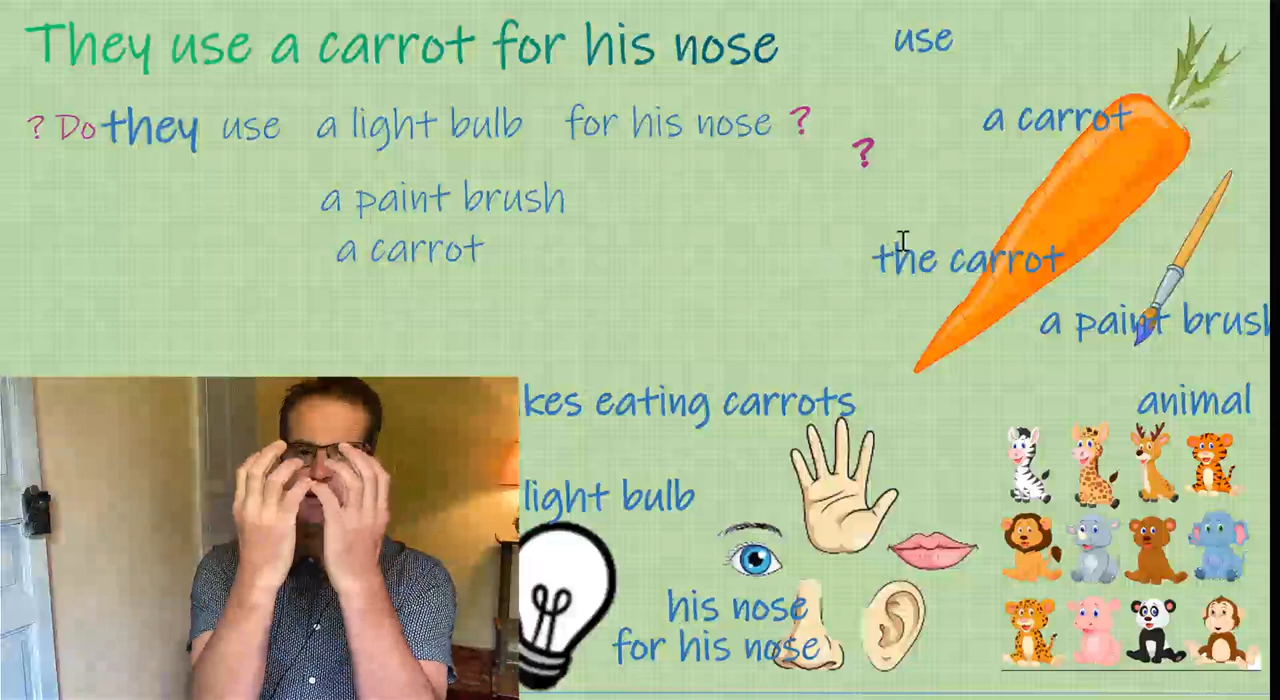 They use a carrot for his nose
use
? Do they use a light bulb for his nose ?
a carrot
?
a paint brush
a carrot
the carrot
a paint brus
kes eating carrots
animal
light bulb
his nose
for his nose